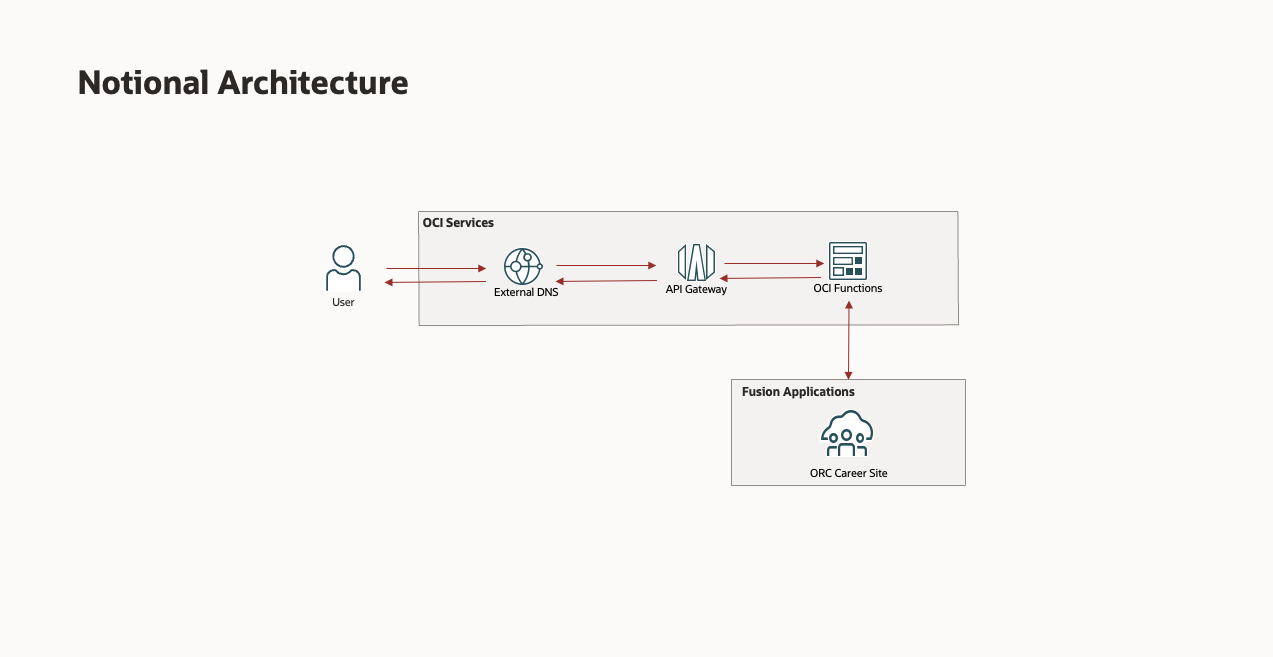 Notional Architecture
OCI Services
User
External DNS
API Gateway
OCI Functions
Fusion Applications
ORC Career Site